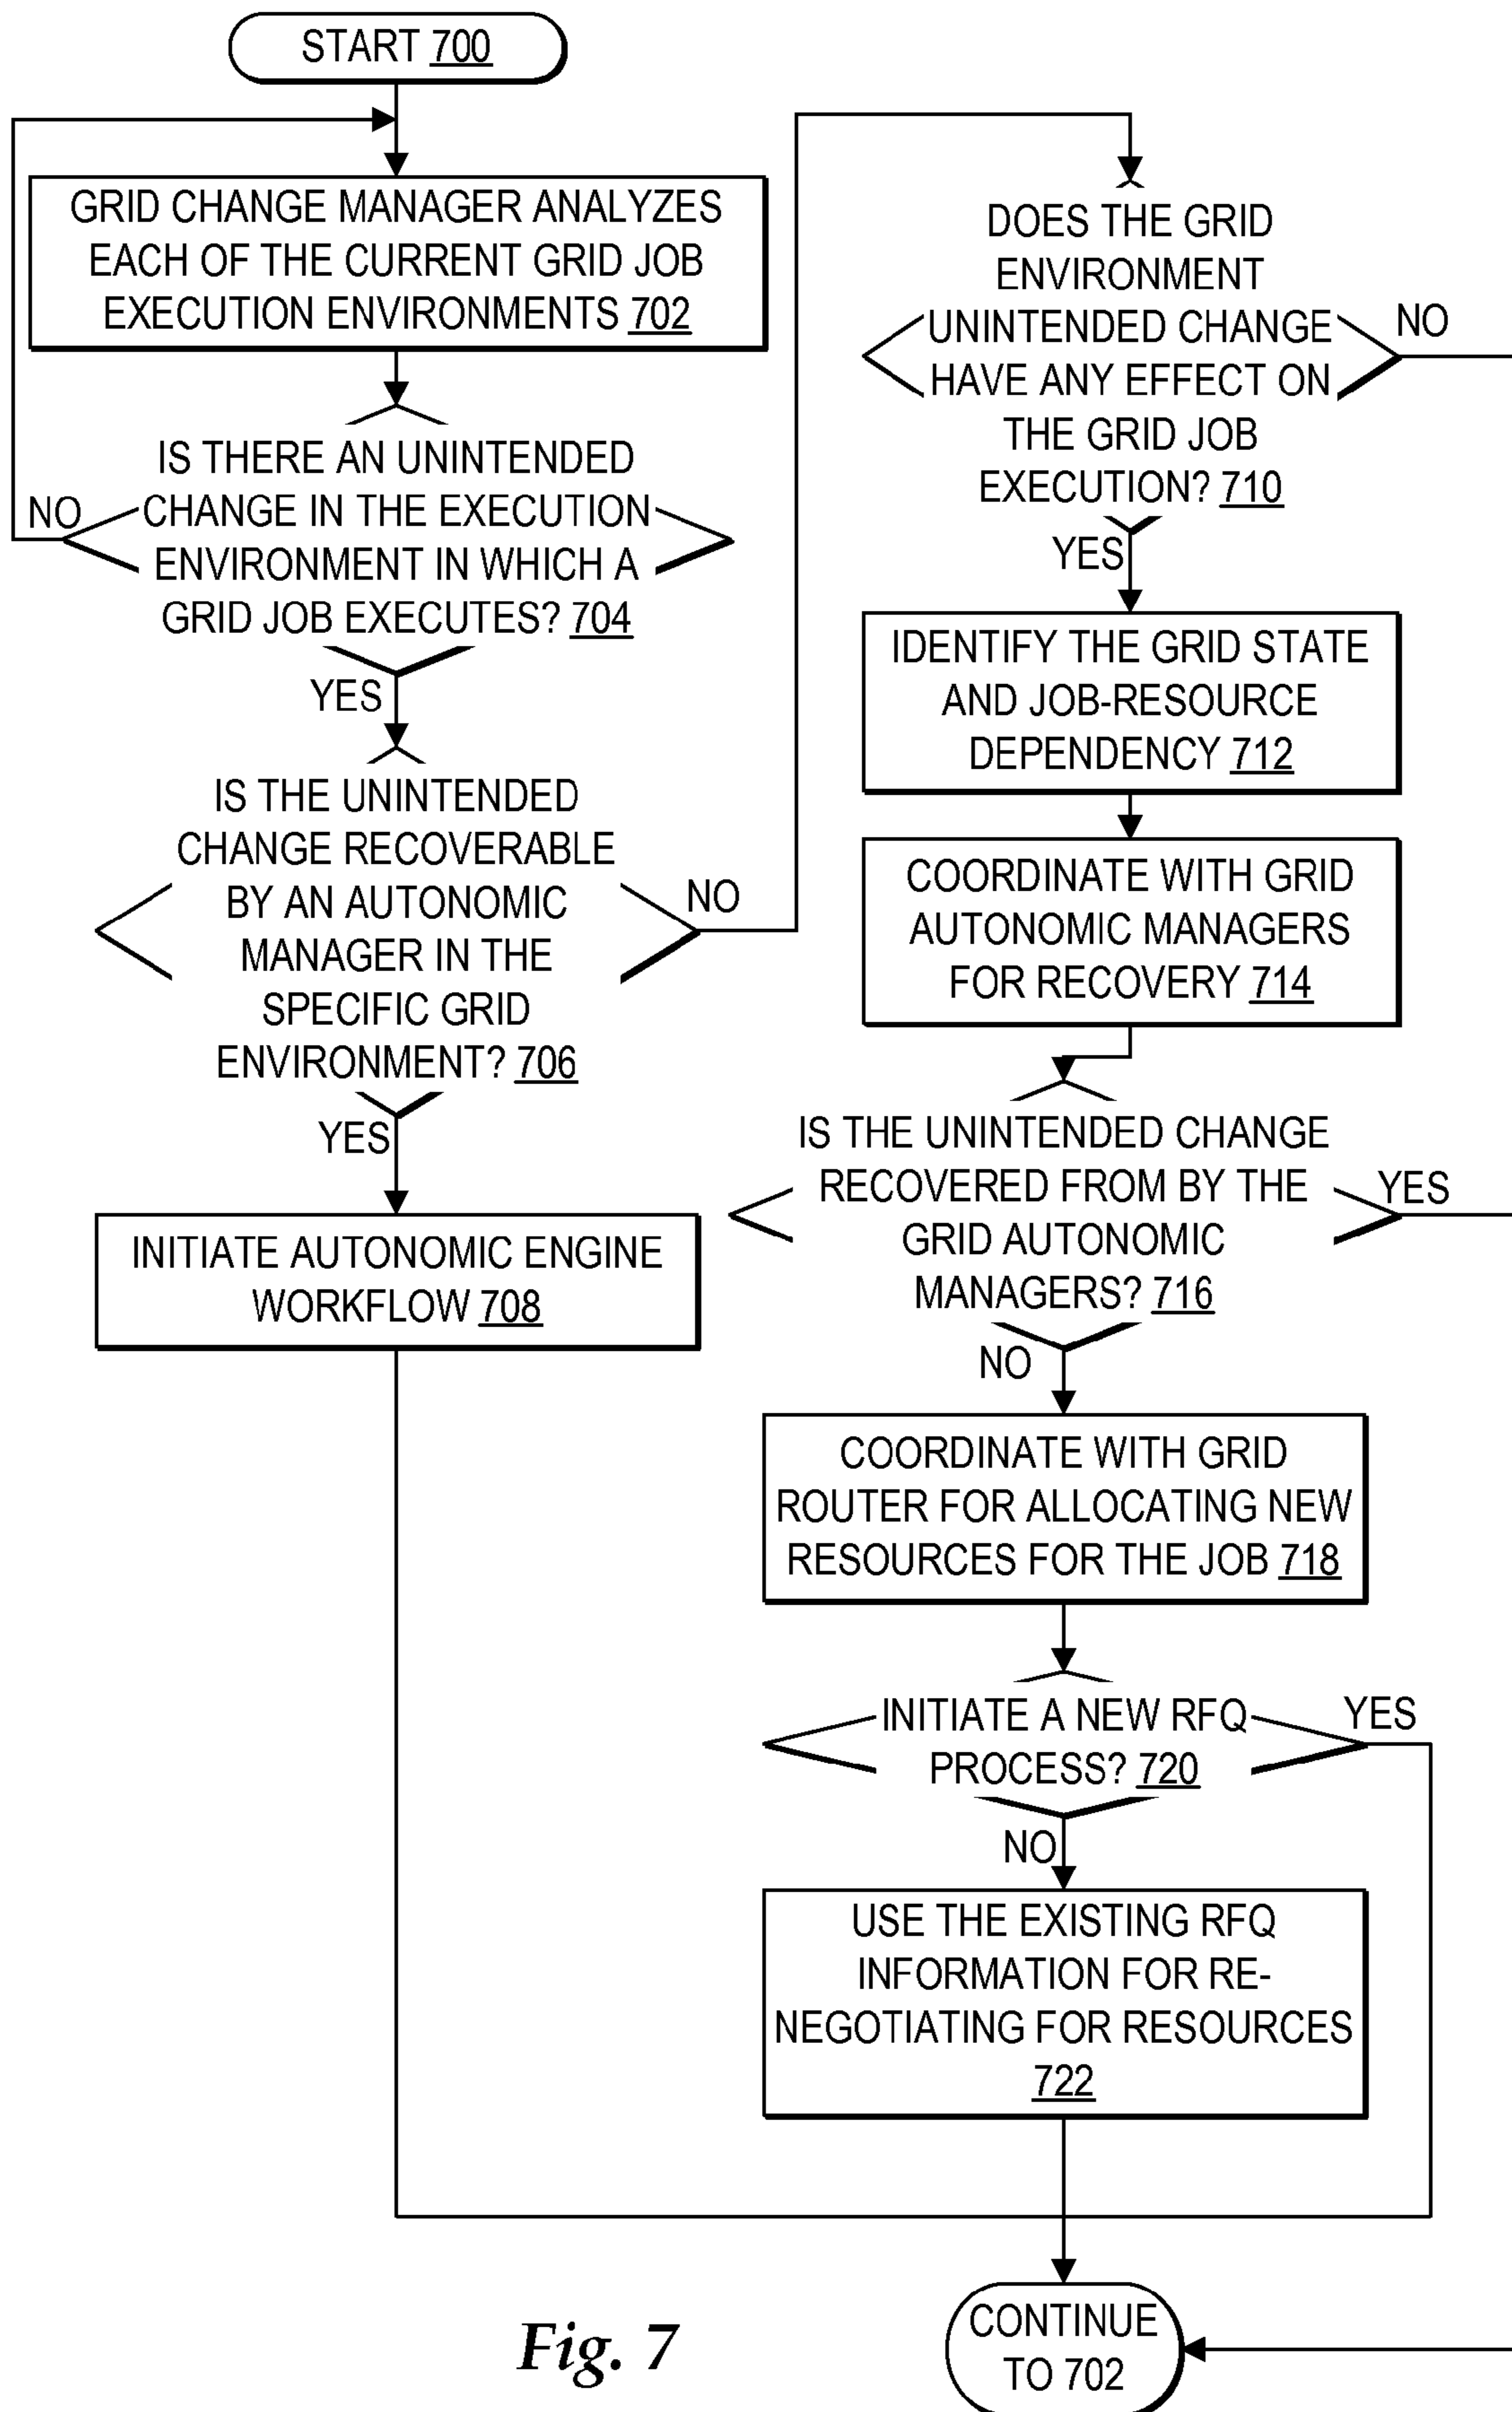 START 700
GRID CHANGE MANAGER ANALYZES
EACH OF THE CURRENT GRID JOB
EXECUTION ENVIRONMENTS 702
IS THERE AN UNINTENDED
CHANGE IN THE EXECUTION
ENVIRONMENT IN WHICH A
GRID JOB EXECUTES? 704
NO
YES
IS THE UNINTENDED
CHANGE RECOVERABLE
BY AN AUTONOMIC
MANAGER IN THE
SPECIFIC GRID
ENVIRONMENT? 706
NO
YES
INITIATE AUTONOMIC ENGINE
WORKFLOW 708
DOES THE GRID
ENVIRONMENT
UNINTENDED CHANGE
HAVE ANY EFFECT ON
THE GRID JOB
EXECUTION? 710
NO
YES
IDENTIFY THE GRID STATE
AND JOB-RESOURCE
DEPENDENCY 712
COORDINATE WITH GRID
AUTONOMIC MANAGERS
FOR RECOVERY 714
IS THE UNINTENDED CHANGE
RECOVERED FROM BY THE
GRID AUTONOMIC
MANAGERS? 716
YES
NO
COORDINATE WITH GRID
ROUTER FOR ALLOCATING NEW
RESOURCES FOR THE JOB 718
INITIATE A NEW RFQ
PROCESS? 720
YES
NO
USE THE EXISTING RFQ
INFORMATION FOR RE-
NEGOTIATING FOR RESOURCES
722
CONTINUE
TO 702
Fig. 7